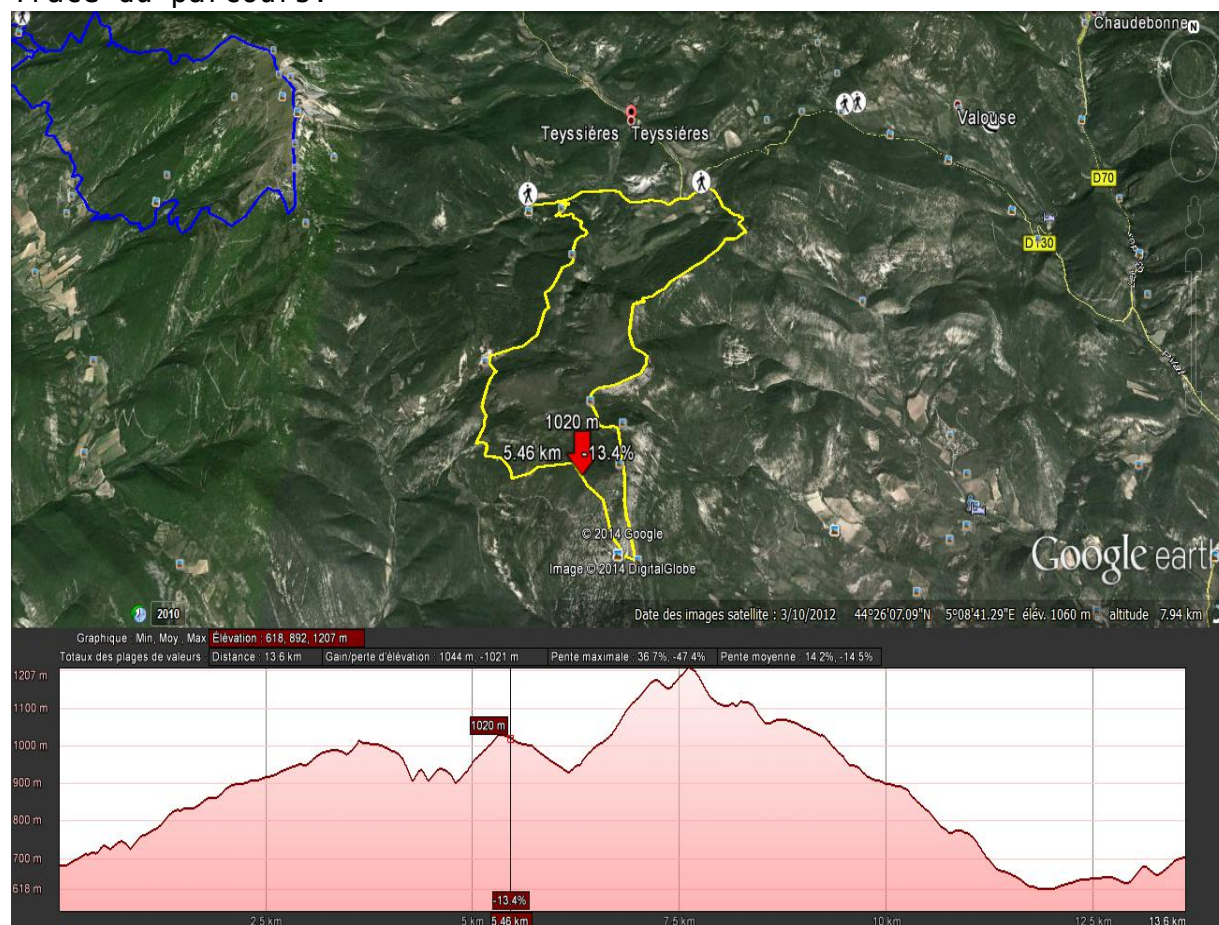 Tracé du parcours:
Chaudebonne
N
Teyssiéres Teyssiéres
Valouse
D70
D130
1020 m
5.46 km -13.4%
© 2014 Google
Image © 2014 DigitalGlobe
Google earth
2010
Date des images satellite : 3/10/2012 44°26'07.09"N 5°08'41.29"E élév. 1060 m altitude 7.94 km
Graphique : Min, Moy., Max Élévation : 618, 892, 1207 m
Totaux des plages de valeurs : Distance : 13.6 km Gain/perte d'élévation : 1044 m, -1021 m Pente maximale : 36.7%, -47.4% Pente moyenne : 14.2%, -14.5%
1207 m
1100 m
1020 m
1000 m
900 m
800 m
700 m
618 m
-13.4%
2.5 km 5 km 5.46 km 7.5 km 10 km 12.5 km 13.6 km